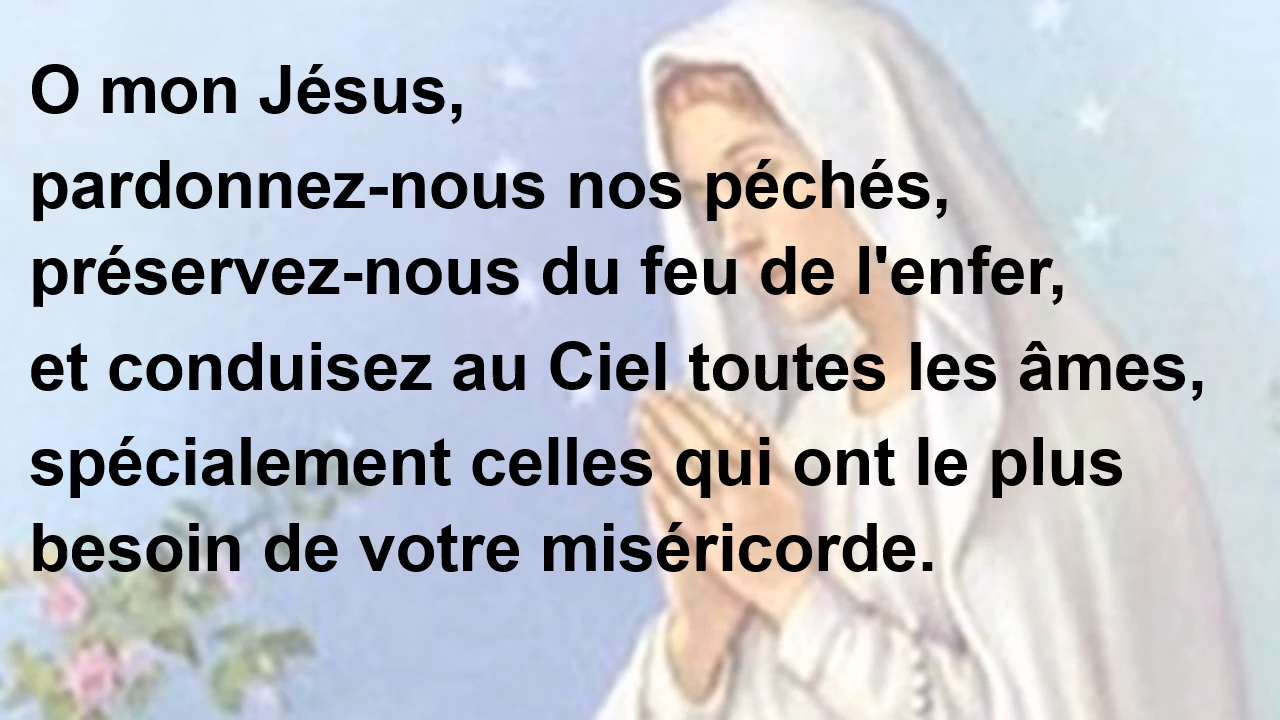 O mon Jésus,
pardonnez-nous nos péchés,
préservez-nous du feu de l'enfer,
et conduisez au Ciel toutes les âmes,
spécialement celles qui ont le plus
besoin de votre miséricorde.